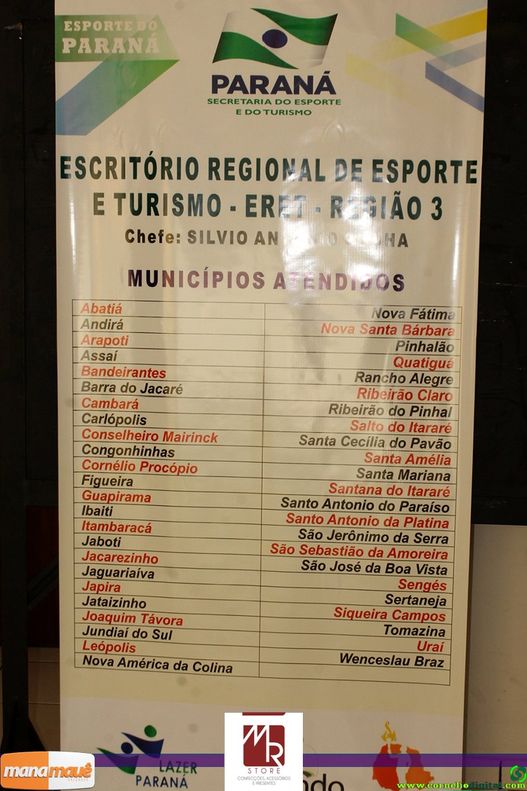 ESPORTE DO
PARANÁ
PARANÁ
SECRETARIA DO ESPORTE
E DO TURISMO
ESCRITÓRIO REGIONAL DE ESPORTE
E TURISMO - ERET - REGIÃO 3
Chefe: SILVIO
MUNICÍPIOS ATENDIDOS
Abatiá Nova Fátima
Andirá Nova Santa Bárbara
Arapoti Pinhalão
Assaí Quatiguá
Bandeirantes Rancho Alegre
Barra do Jacaré Ribeirão Claro
Cambará Ribeirão do Pinhal
Carlópolis Salto do Itararé
Conselheiro Mairinck Santa Cecília do Pavão
Congonhinhas Santa Amélia
Cornélio Procópio Santa Mariana
Figueira Santana do Itararé
Guapirama Santo Antonio do Paraíso
Ibaiti Santo Antonio da Platina
Itambaracá São Jerônimo da Serra
Jaboti São Sebastião da Amoreira
Jacarezinho São José da Boa Vista
Jaguariaíva Sengés
Japira Sertaneja
Jataizinho Siqueira Campos
Joaquim Távora Tomazina
Jundiaí do Sul Uraí
Leópolis Wenceslau Braz
Nova América da Colina
LAZER
PARANÁ
manamauê
MR
STORE
CONFECÇÕES, ACESSÓRIOS
E PRESENTES
www.corneliodigital.com